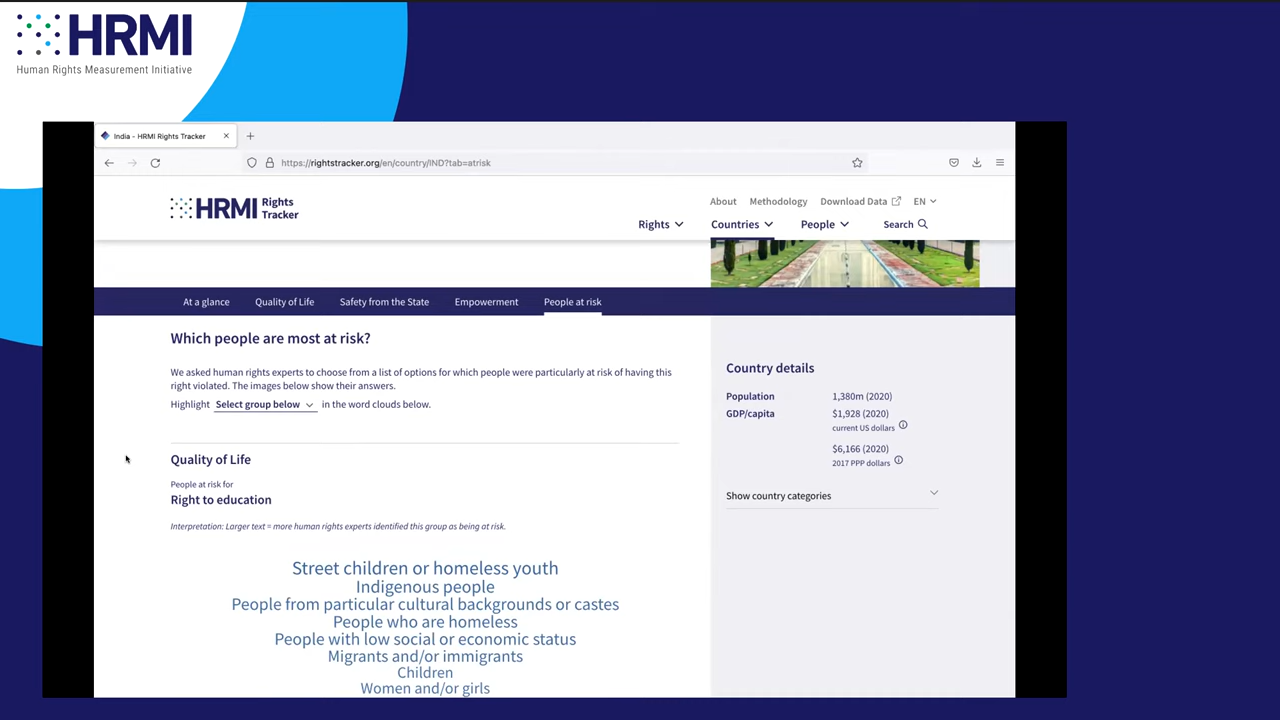 HRMI
Human Rights Measurement Initiative
India - HRMI Rights Tracker
https://rightstracker.org/en/country/IND?tab=atrisk
HRMI Rights Tracker
About Methodology Download Data EN
Rights Countries People Search
At a glance Quality of Life Safety from the State Empowerment People at risk
Which people are most at risk?
We asked human rights experts to choose from a list of options for which people were particularly at risk of having this
right violated. The images below show their answers.
Highlight Select group below in the word clouds below.
Quality of Life
People at risk for
Right to education
Interpretation: Larger text = more human rights experts identified this group as being at risk.
Street children or homeless youth
Indigenous people
People from particular cultural backgrounds or castes
People who are homeless
People with low social or economic status
Migrants and/or immigrants
Children
Women and/or girls
Country details
Population 1,380m (2020)
GDP/capita $1,928 (2020)
current US dollars
$6,166 (2020)
2017 PPP dollars
Show country categories